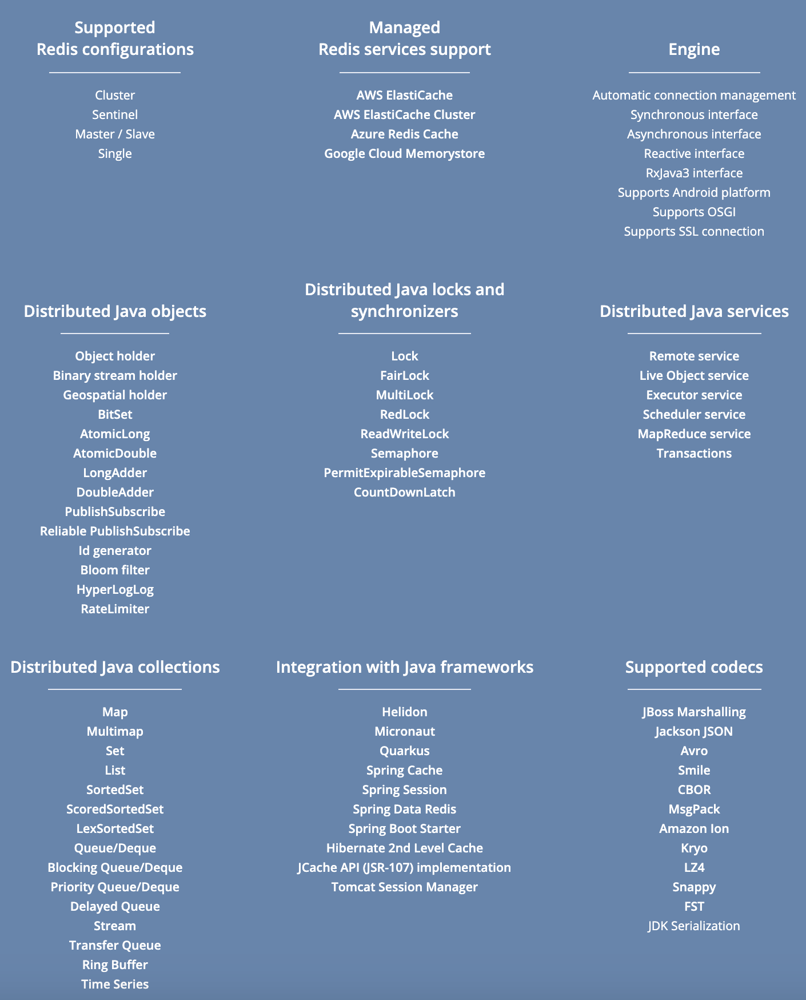 Supported
Redis configurations
Cluster
Sentinel
Master / Slave
Single
Managed
Redis services support
AWS ElastiCache
AWS ElastiCache Cluster
Azure Redis Cache
Google Cloud Memorystore
Engine
Automatic connection management
Synchronous interface
Asynchronous interface
Reactive interface
RxJava3 interface
Supports Android platform
Supports OSGI
Supports SSL connection
Distributed Java objects
Object holder
Binary stream holder
Geospatial holder
BitSet
AtomicLong
AtomicDouble
LongAdder
DoubleAdder
PublishSubscribe
Reliable PublishSubscribe
Id generator
Bloom filter
HyperLogLog
RateLimiter
Distributed Java locks and
synchronizers
Lock
FairLock
MultiLock
RedLock
ReadWriteLock
Semaphore
PermitExpirableSemaphore
CountDownLatch
Distributed Java services
Remote service
Live Object service
Executor service
Scheduler service
MapReduce service
Transactions
Distributed Java collections
Map
Multimap
Set
List
SortedSet
ScoredSortedSet
LexSortedSet
Queue/Deque
Blocking Queue/Deque
Priority Queue/Deque
Delayed Queue
Stream
Transfer Queue
Ring Buffer
Time Series
Integration with Java frameworks
Helidon
Micronaut
Quarkus
Spring Cache
Spring Session
Spring Data Redis
Spring Boot Starter
Hibernate 2nd Level Cache
JCache API (JSR-107) implementation
Tomcat Session Manager
Supported codecs
JBoss Marshalling
Jackson JSON
Avro
Smile
CBOR
MsgPack
Amazon Ion
Kryo
LZ4
Snappy
FST
JDK Serialization